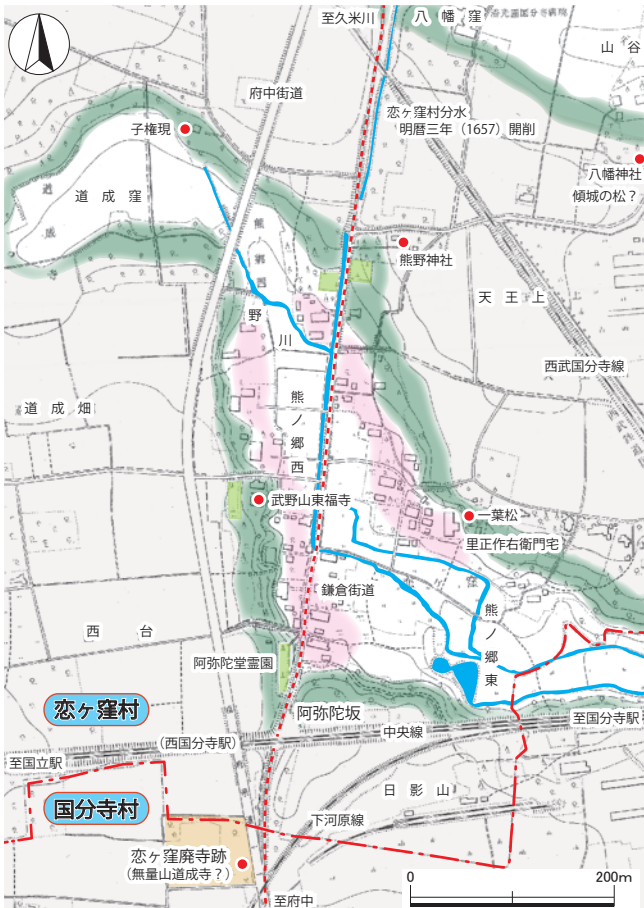 至久米川
八幡窪
山谷
府中街道
恋ヶ窪村分水
明暦三年（1657）開削
子権現
八幡神社
傾城の松？
道成窪
熊野神社
熊郷西
天王上
野川
西武国分寺線
熊ノ郷西
道成畑
武野山東福寺
一葉松
里正作右衛門宅
鎌倉街道
窪
熊ノ郷東
西台
阿弥陀堂霊園
恋ヶ窪村
阿弥陀坂
至国分寺駅
（西国分寺駅）
中央線
至国立駅
日影山
国分寺村
下河原線
恋ヶ窪廃寺跡
（無量山道成寺？）
0
200m
至府中